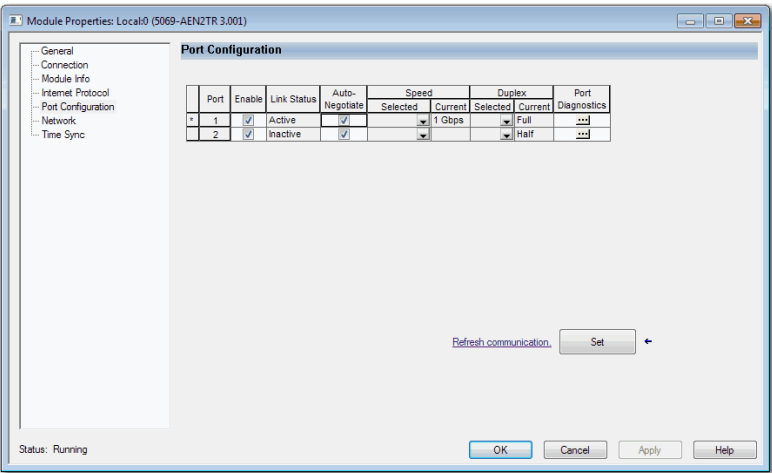 Module Properties: Local:0 (5069-AEN2TR 3.001)
General
Connection
Module Info
Internet Protocol
Port Configuration
Network
Time Sync
Port Configuration
Port Enable Link Status Auto-Negotiate Speed Duplex Port Diagnostics
Selected Current Selected Current
* 1 Active 1 Gbps Full ...
2 Inactive Half ...
Refresh communication. Set
Status: Running
OK Cancel Apply Help